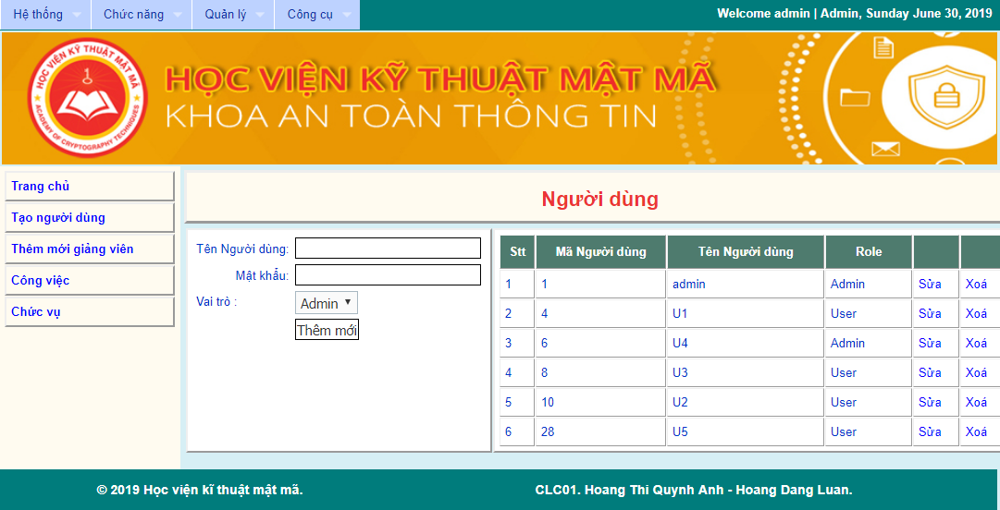 Hệ thống Chức năng Quản lý Công cụ Welcome admin | Admin, Sunday June 30, 2019
HỌC VIỆN KỸ THUẬT MẬT MÃ
ACADEMY OF CRYPTOGRAPHY TECHNIQUES
HỌC VIỆN KỸ THUẬT MẬT MÃ
KHOA AN TOÀN THÔNG TIN
Trang chủ
Tạo người dùng
Thêm mới giảng viên
Công việc
Chức vụ
Người dùng
Tên Người dùng:
Mật khẩu:
Vai trò : Admin
Thêm mới
Stt Mã Người dùng Tên Người dùng Role
1 1 admin Admin Sửa Xoá
2 4 U1 User Sửa Xoá
3 6 U4 Admin Sửa Xoá
4 8 U3 User Sửa Xoá
5 10 U2 User Sửa Xoá
6 28 U5 User Sửa Xoá
© 2019 Học viện kĩ thuật mật mã. CLC01. Hoang Thi Quynh Anh - Hoang Dang Luan.